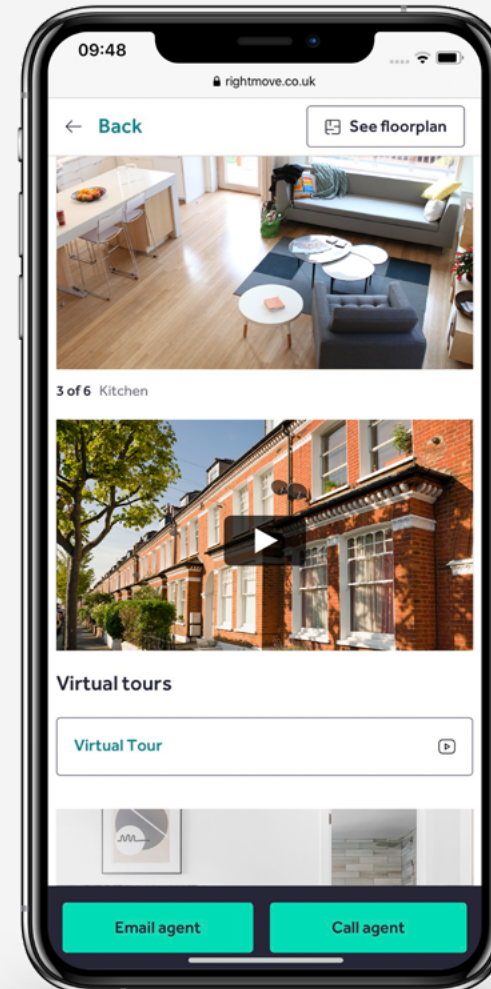 09:48
rightmove.co.uk
Back
See floorplan
3 of 6 Kitchen
Virtual tours
Virtual Tour
Email agent
Call agent